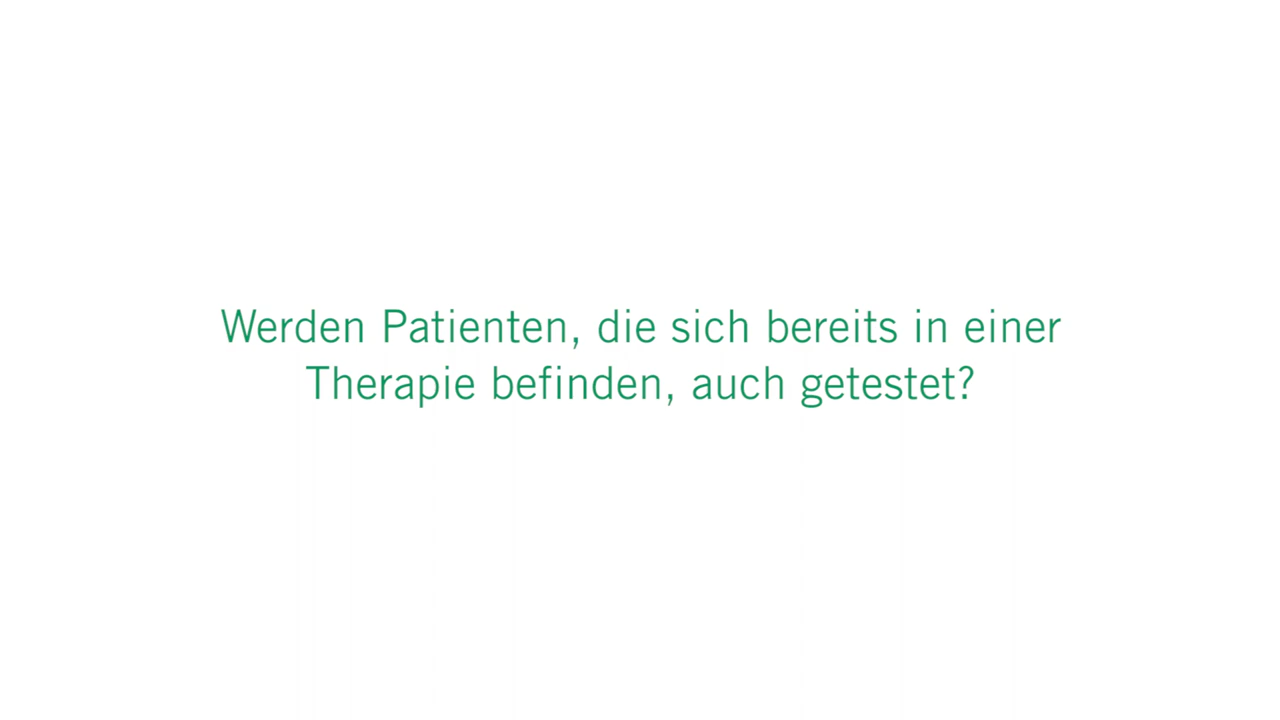 Werden Patienten, die sich bereits in einer
Therapie befinden, auch getestet?